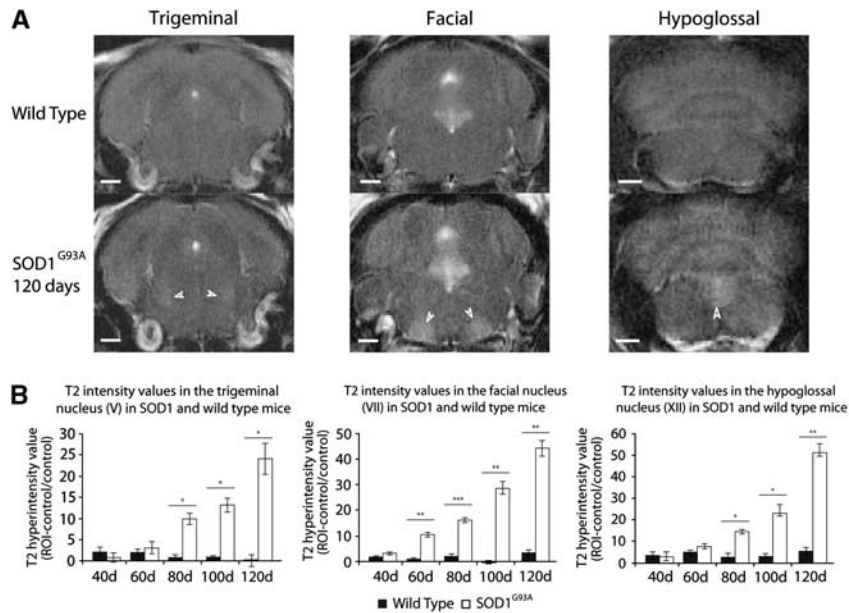 A
Trigeminal
Facial
Hypoglossal
Wild Type
SOD1 G93A
120 days
B
T2 intensity values in the trigeminal
nucleus (V) in SOD1 and wild type mice
T2 hyperintensity value
(ROI-control/control)
30
25
20
15
10
5
0
*
*
*
40d 60d 80d 100d 120d
T2 intensity values in the facial nucleus
(VII) in SOD1 and wild type mice
T2 hyperintensity value
(ROI-control/control)
50
40
30
20
10
0
**
***
**
**
40d 60d 80d 100d 120d
T2 intensity values in the hypoglossal
nucleus (XII) in SOD1 and wild type mice
T2 hyperintensity value
(ROI-control/control)
60
50
40
30
20
10
0
*
*
**
40d 60d 80d 100d 120d
Wild Type SOD1G93A